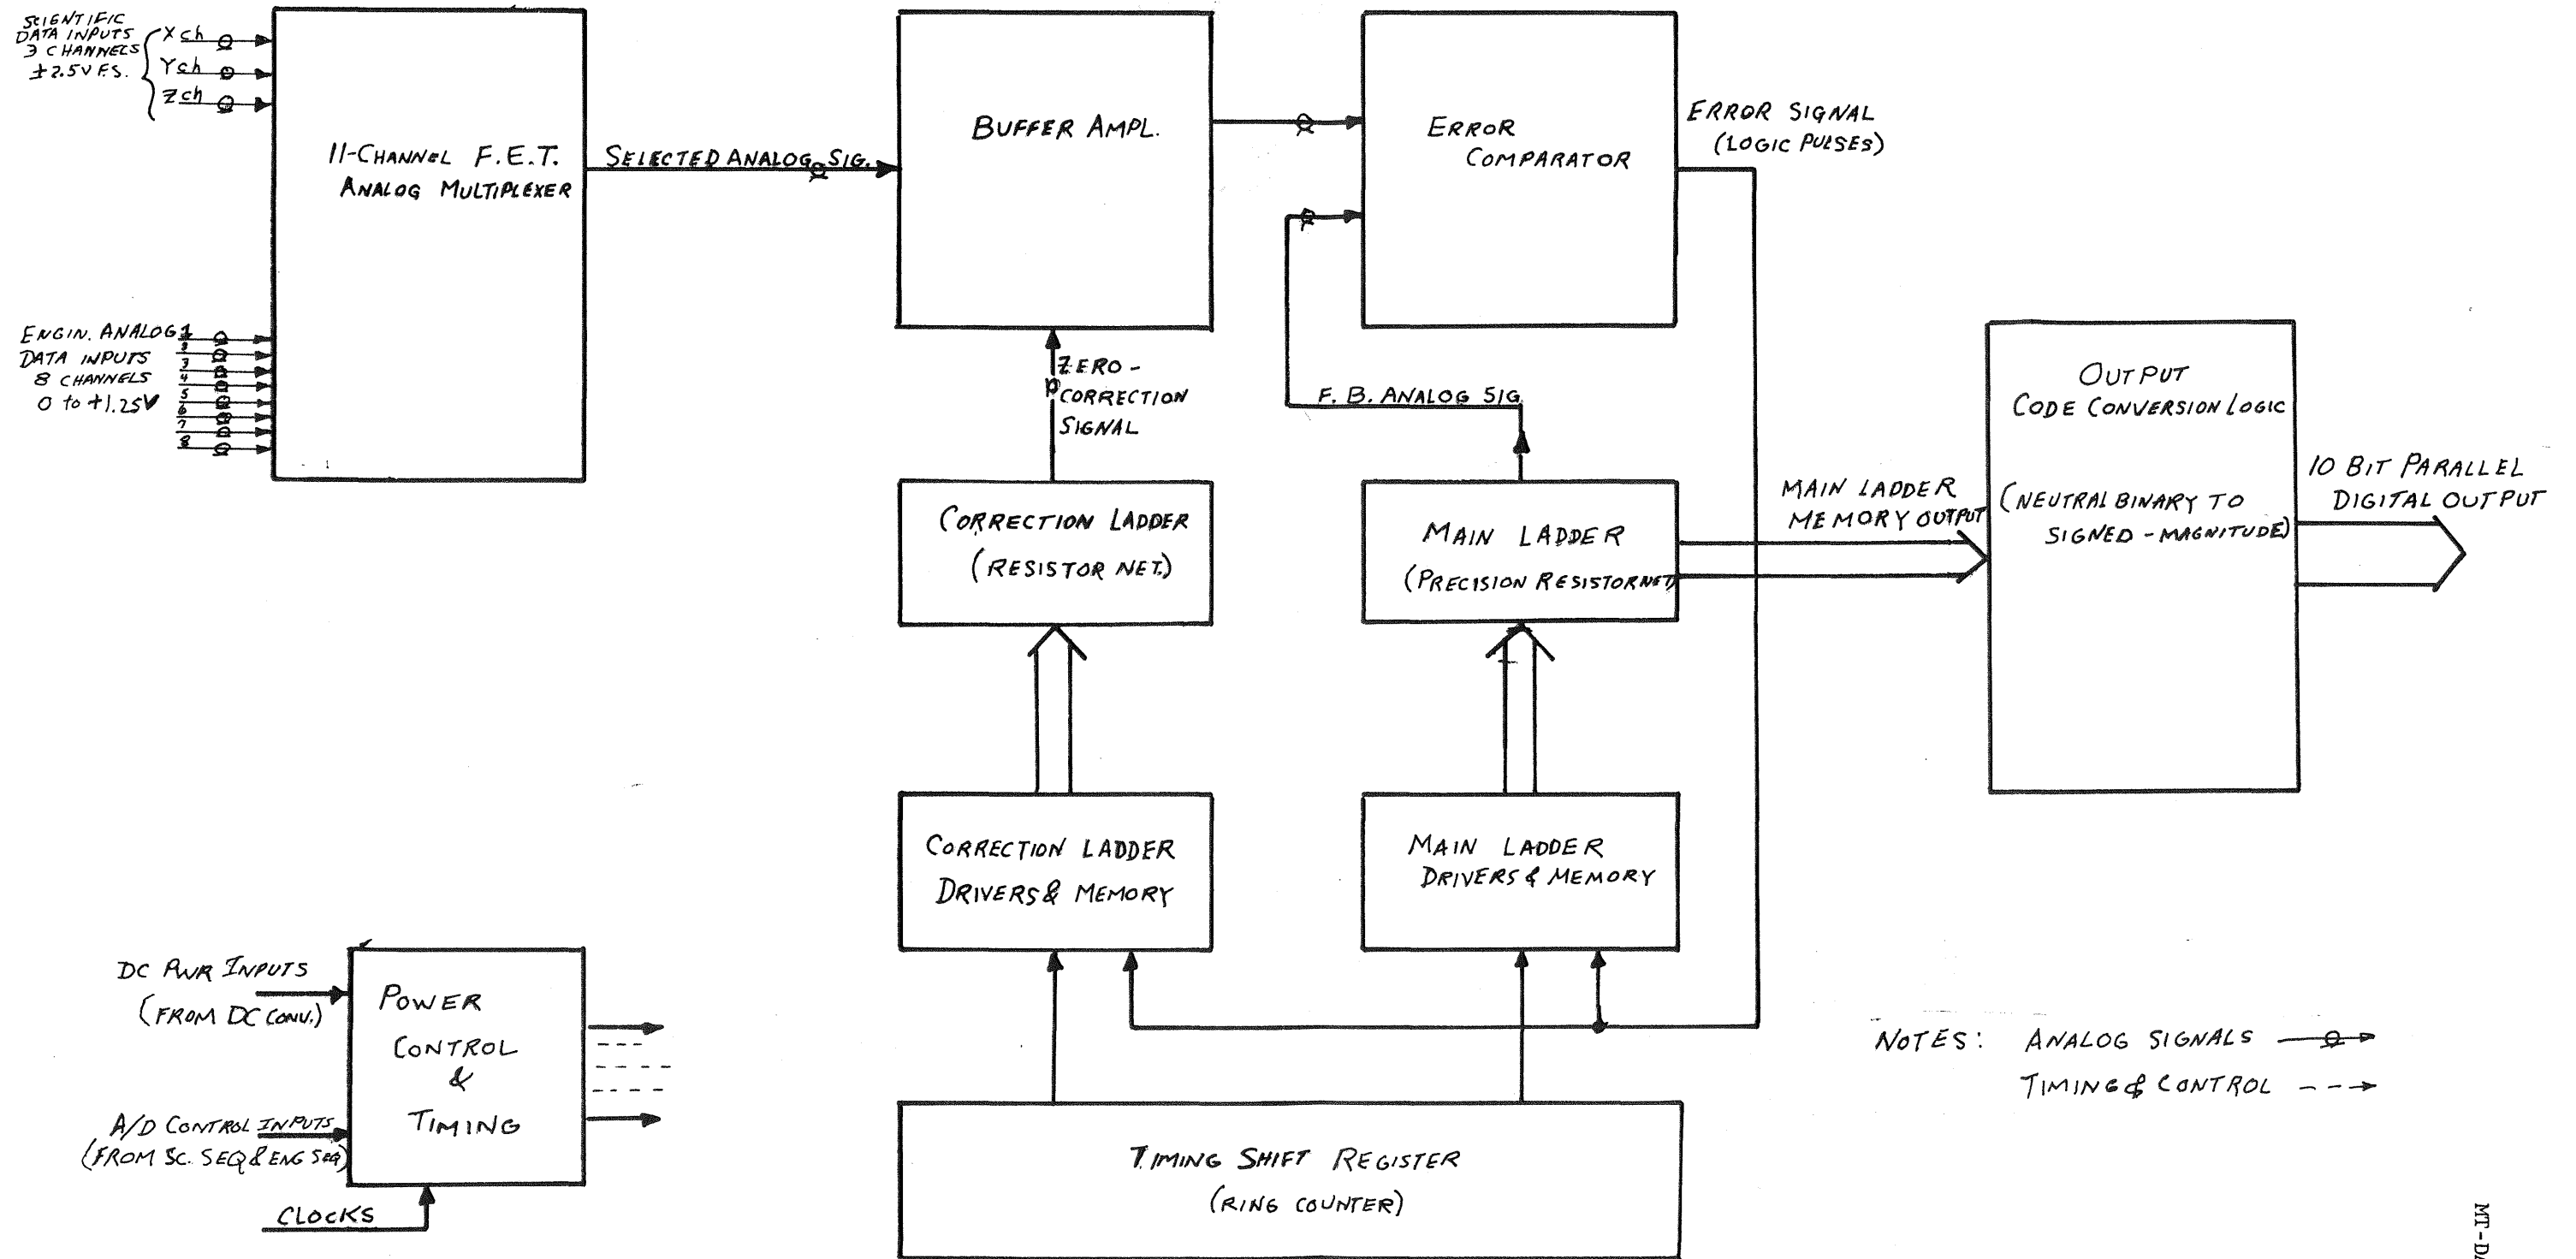 SCIENTIFIC
DATA INPUTS
3 CHANNELS
±2.5V F.S.
X ch
Y ch
Z ch
ENGIN. ANALOG
DATA INPUTS
8 CHANNELS
0 to +1.25V
1
2
3
4
5
6
7
8
11-CHANNEL F.E.T.
ANALOG MULTIPLEXER
SELECTED ANALOG SIG.
BUFFER AMPL.
ERROR
COMPARATOR
ERROR SIGNAL
(LOGIC PULSES)
ZERO-
CORRECTION
SIGNAL
F. B. ANALOG SIG
CORRECTION LADDER
(RESISTOR NET.)
MAIN LADDER
(PRECISION RESISTOR NET)
MAIN LADDER
MEMORY OUTPUT
OUTPUT
CODE CONVERSION LOGIC
(NEUTRAL BINARY TO
SIGNED-MAGNITUDE)
10 BIT PARALLEL
DIGITAL OUTPUT
CORRECTION LADDER
DRIVERS & MEMORY
MAIN LADDER
DRIVERS & MEMORY
DC PWR INPUTS
(FROM DC CONV.)
A/D CONTROL INPUTS
(FROM SC. SEQ & ENG SEQ)
CLOCKS
POWER
CONTROL
&
TIMING
TIMING SHIFT REGISTER
(RING COUNTER)
NOTES: ANALOG SIGNALS
TIMING & CONTROL